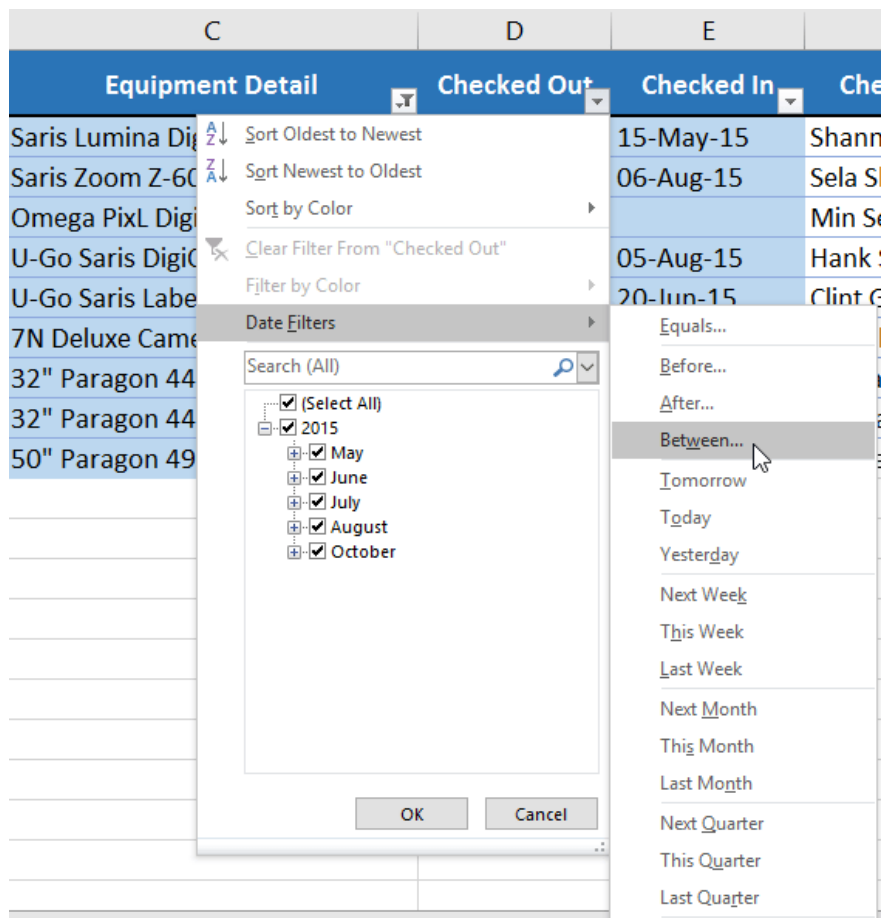 C D E
Equipment Detail Checked Out Checked In Che
Saris Lumina Dig 15-May-15 Shann
Saris Zoom Z-60 06-Aug-15 Sela S
Omega PixL Digi Min Se
U-Go Saris DigiC 05-Aug-15 Hank
U-Go Saris Labe 20-Jun-15 Clint G
7N Deluxe Came
32" Paragon 44
32" Paragon 44
50" Paragon 49
Sort Oldest to Newest
Sort Newest to Oldest
Sort by Color
Clear Filter From "Checked Out"
Filter by Color
Date Filters
Search (All)
(Select All)
2015
May
June
July
August
October
OK Cancel
Equals...
Before...
After...
Between...
Tomorrow
Today
Yesterday
Next Week
This Week
Last Week
Next Month
This Month
Last Month
Next Quarter
This Quarter
Last Quarter